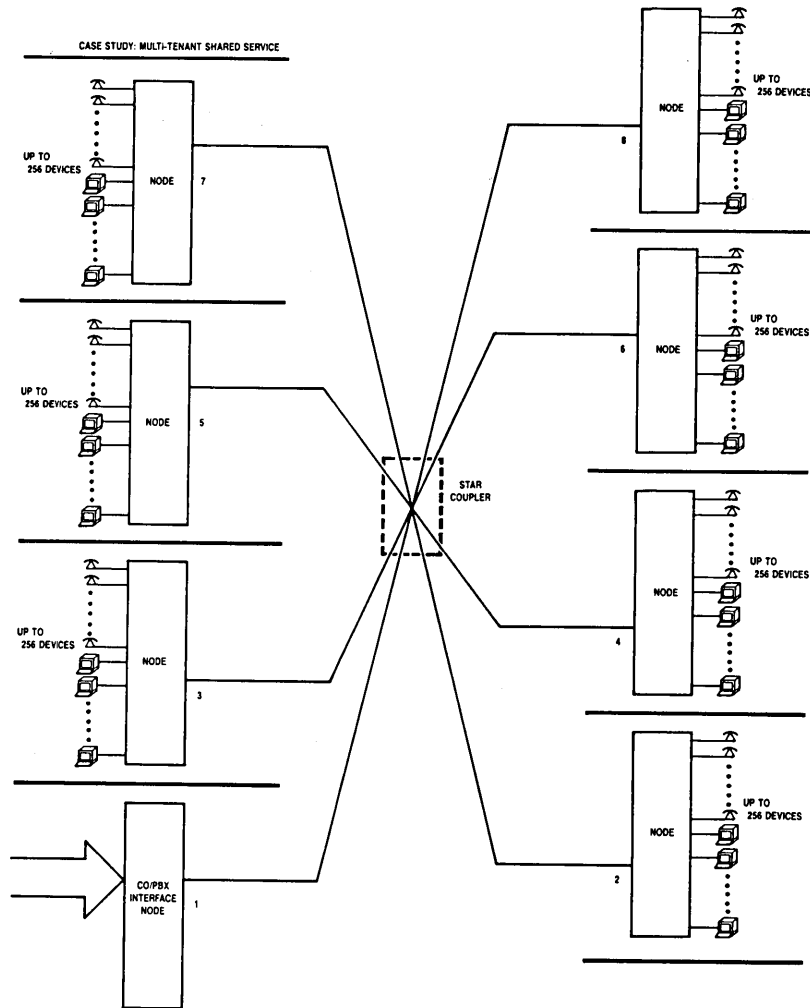 CASE STUDY: MULTI-TENANT SHARED SERVICE
UP TO
256 DEVICES
NODE
7
NODE
8
UP TO
256 DEVICES
UP TO
256 DEVICES
NODE
5
NODE
6
UP TO
256 DEVICES
STAR
COUPLER
UP TO
256 DEVICES
NODE
3
NODE
4
UP TO
256 DEVICES
CO/PBX
INTERFACE
NODE
1
NODE
2
UP TO
256 DEVICES